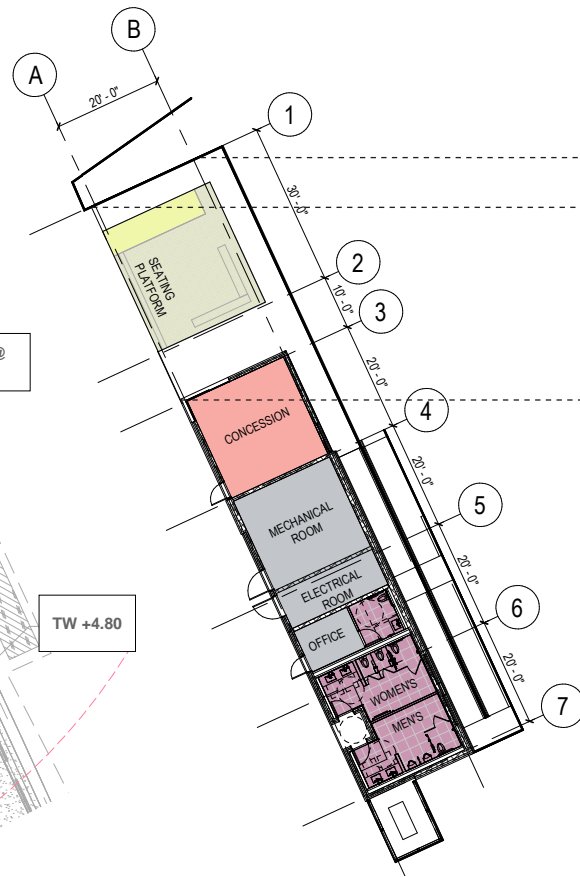 B
A
20' - 0"
1
30' - 0"
2
10' - 0"
3
20' - 0"
4
20' - 0"
5
20' - 0"
6
20' - 0"
7
SEATING
PLATFORM
@
CONCESSION
MECHANICAL
ROOM
ELECTRICAL
ROOM
OFFICE
TW +4.80
WOMEN'S
MEN'S